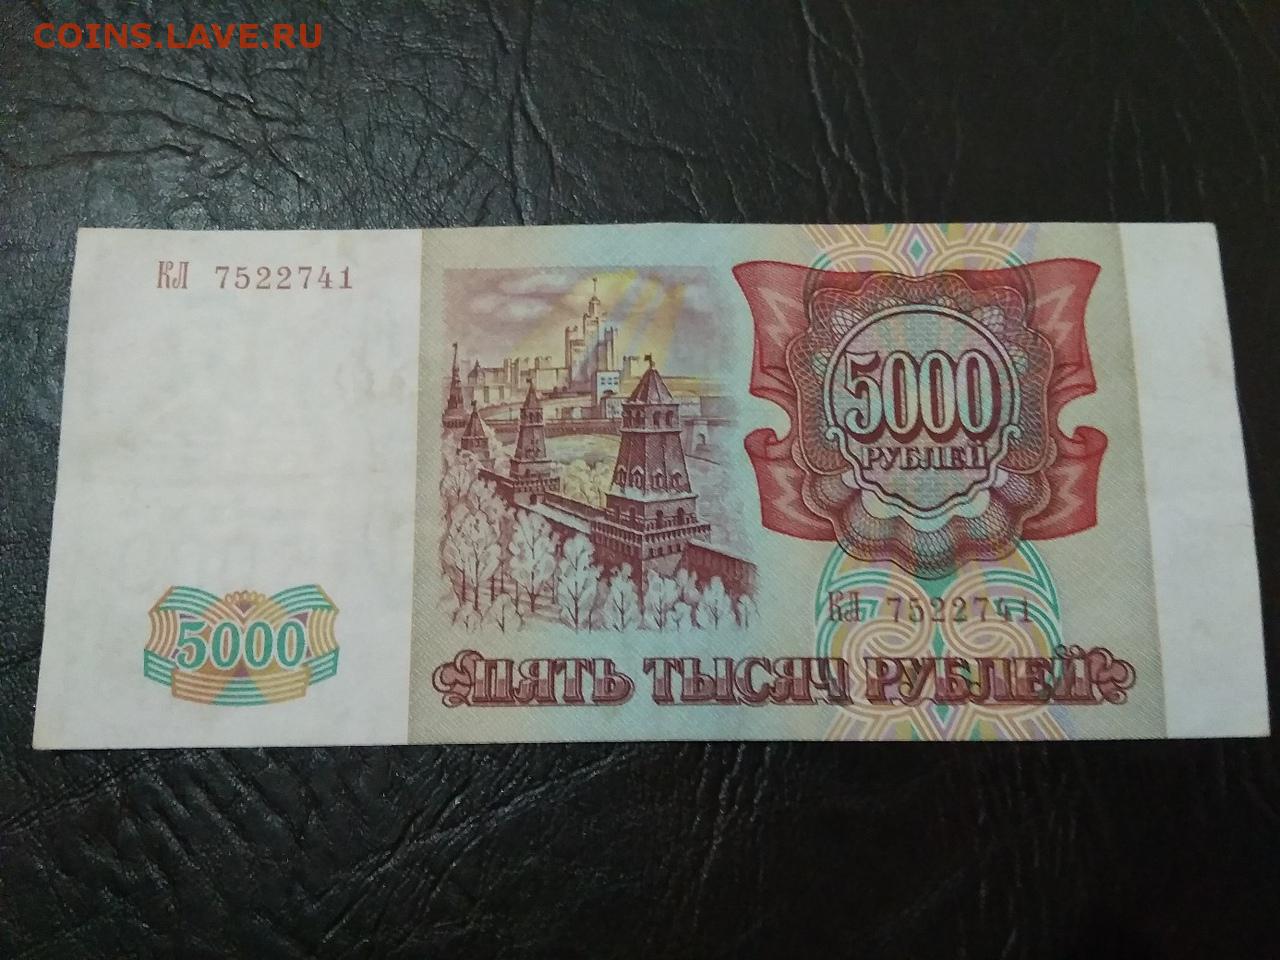 COINS.LAVE.RU
КЛ 7522741
5000
РУБЛЕЙ
КЛ 7522741
5000
ПЯТЬ ТЫСЯЧ РУБЛЕЙ